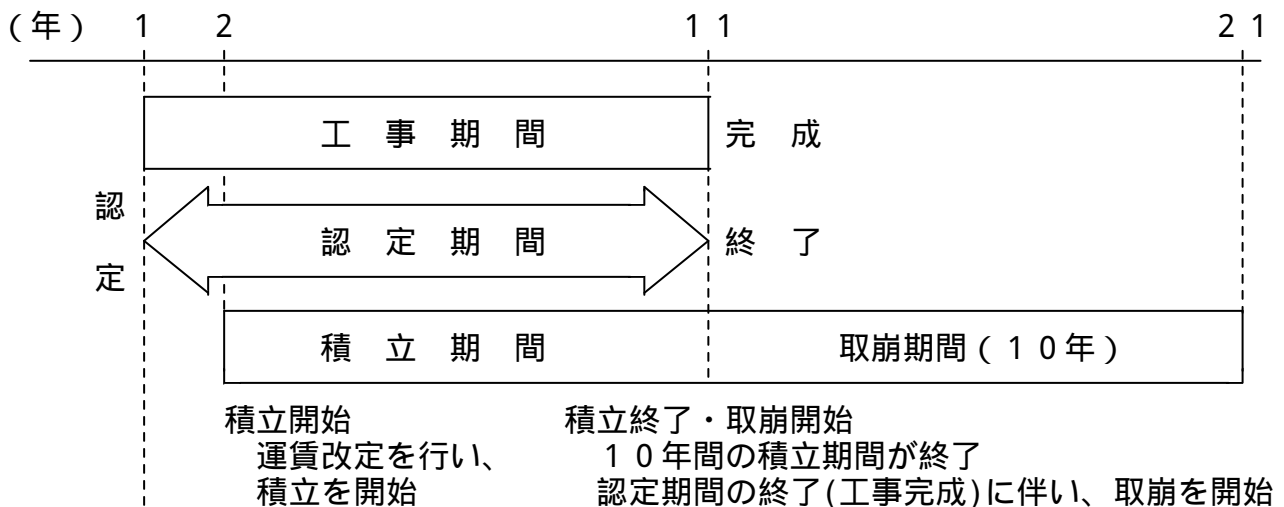 (年) 1 2 11 21
工事期間 完成
認定
認定期間 終了
積立期間 取崩期間(10年)
積立開始 積立終了・取崩開始
運賃改定を行い、 10年間の積立期間が終了
積立を開始 認定期間の終了(工事完成)に伴い、取崩を開始